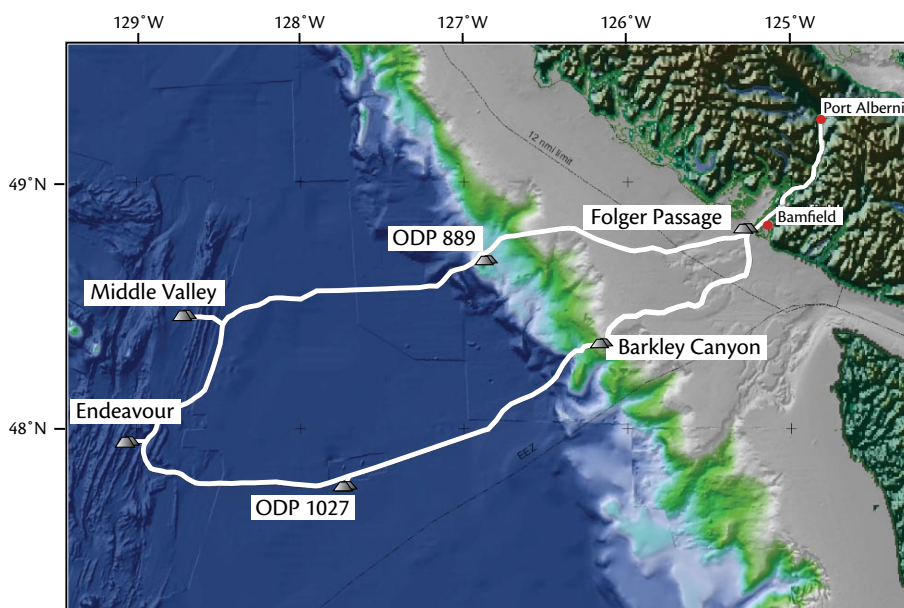 129°W 128°W 127°W 126°W 125°W
Port Alberni
12 nmi limit
49°N
Folger Passage
Bamfield
ODP 889
Middle Valley
Barkley Canyon
Endeavour
48°N
EEZ
ODP 1027